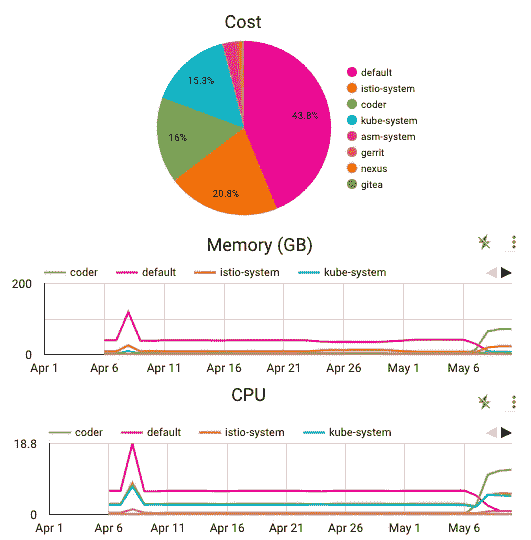 Cost
15.3%
43.8%
16%
20.8%
default
istio-system
coder
kube-system
asm-system
gerrit
nexus
gitea
Memory (GB)
coder default istio-system kube-system
200
0
Apr 1 Apr 6 Apr 11 Apr 16 Apr 21 Apr 26 May 1 May 6
CPU
coder default istio-system kube-system
18.8
0
Apr 1 Apr 6 Apr 11 Apr 16 Apr 21 Apr 26 May 1 May 6